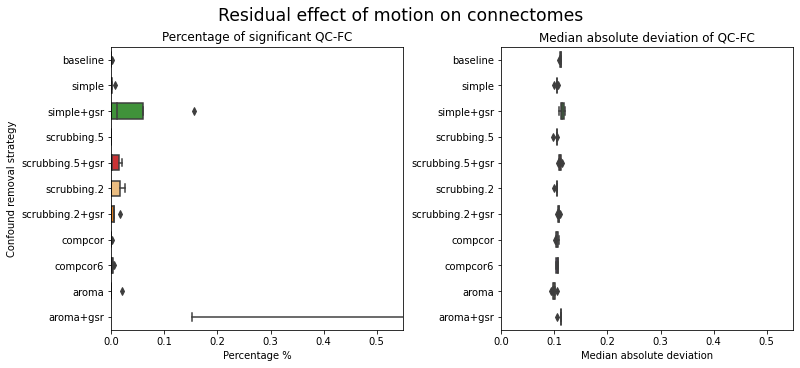 Residual effect of motion on connectomes
Percentage of significant QC-FC
Confound removal strategy
baseline
simple
simple+gsr
scrubbing.5
scrubbing.5+gsr
scrubbing.2
scrubbing.2+gsr
compcor
compcor6
aroma
aroma+gsr
0.0 0.1 0.2 0.3 0.4 0.5
Percentage %
Median absolute deviation of QC-FC
baseline
simple
simple+gsr
scrubbing.5
scrubbing.5+gsr
scrubbing.2
scrubbing.2+gsr
compcor
compcor6
aroma
aroma+gsr
0.0 0.1 0.2 0.3 0.4 0.5
Median absolute deviation